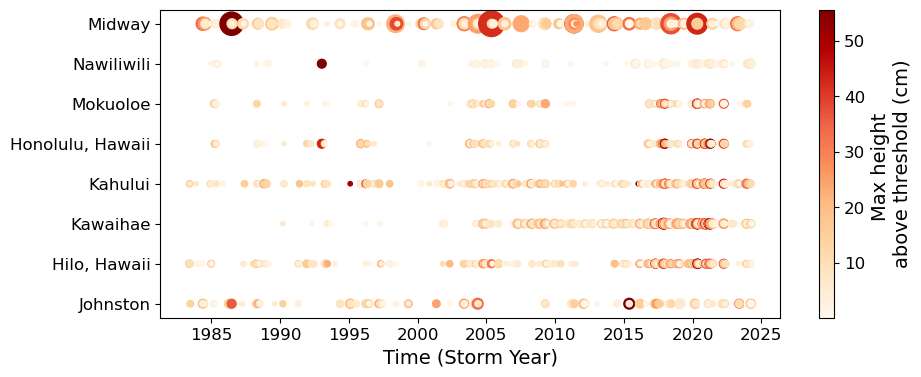 Midway
Nawiliwili
Mokuoloe
Honolulu, Hawaii
Kahului
Kawaihae
Hilo, Hawaii
Johnston
1985 1990 1995 2000 2005 2010 2015 2020 2025
Time (Storm Year)
50
40
30
20
10
Max height
above threshold (cm)